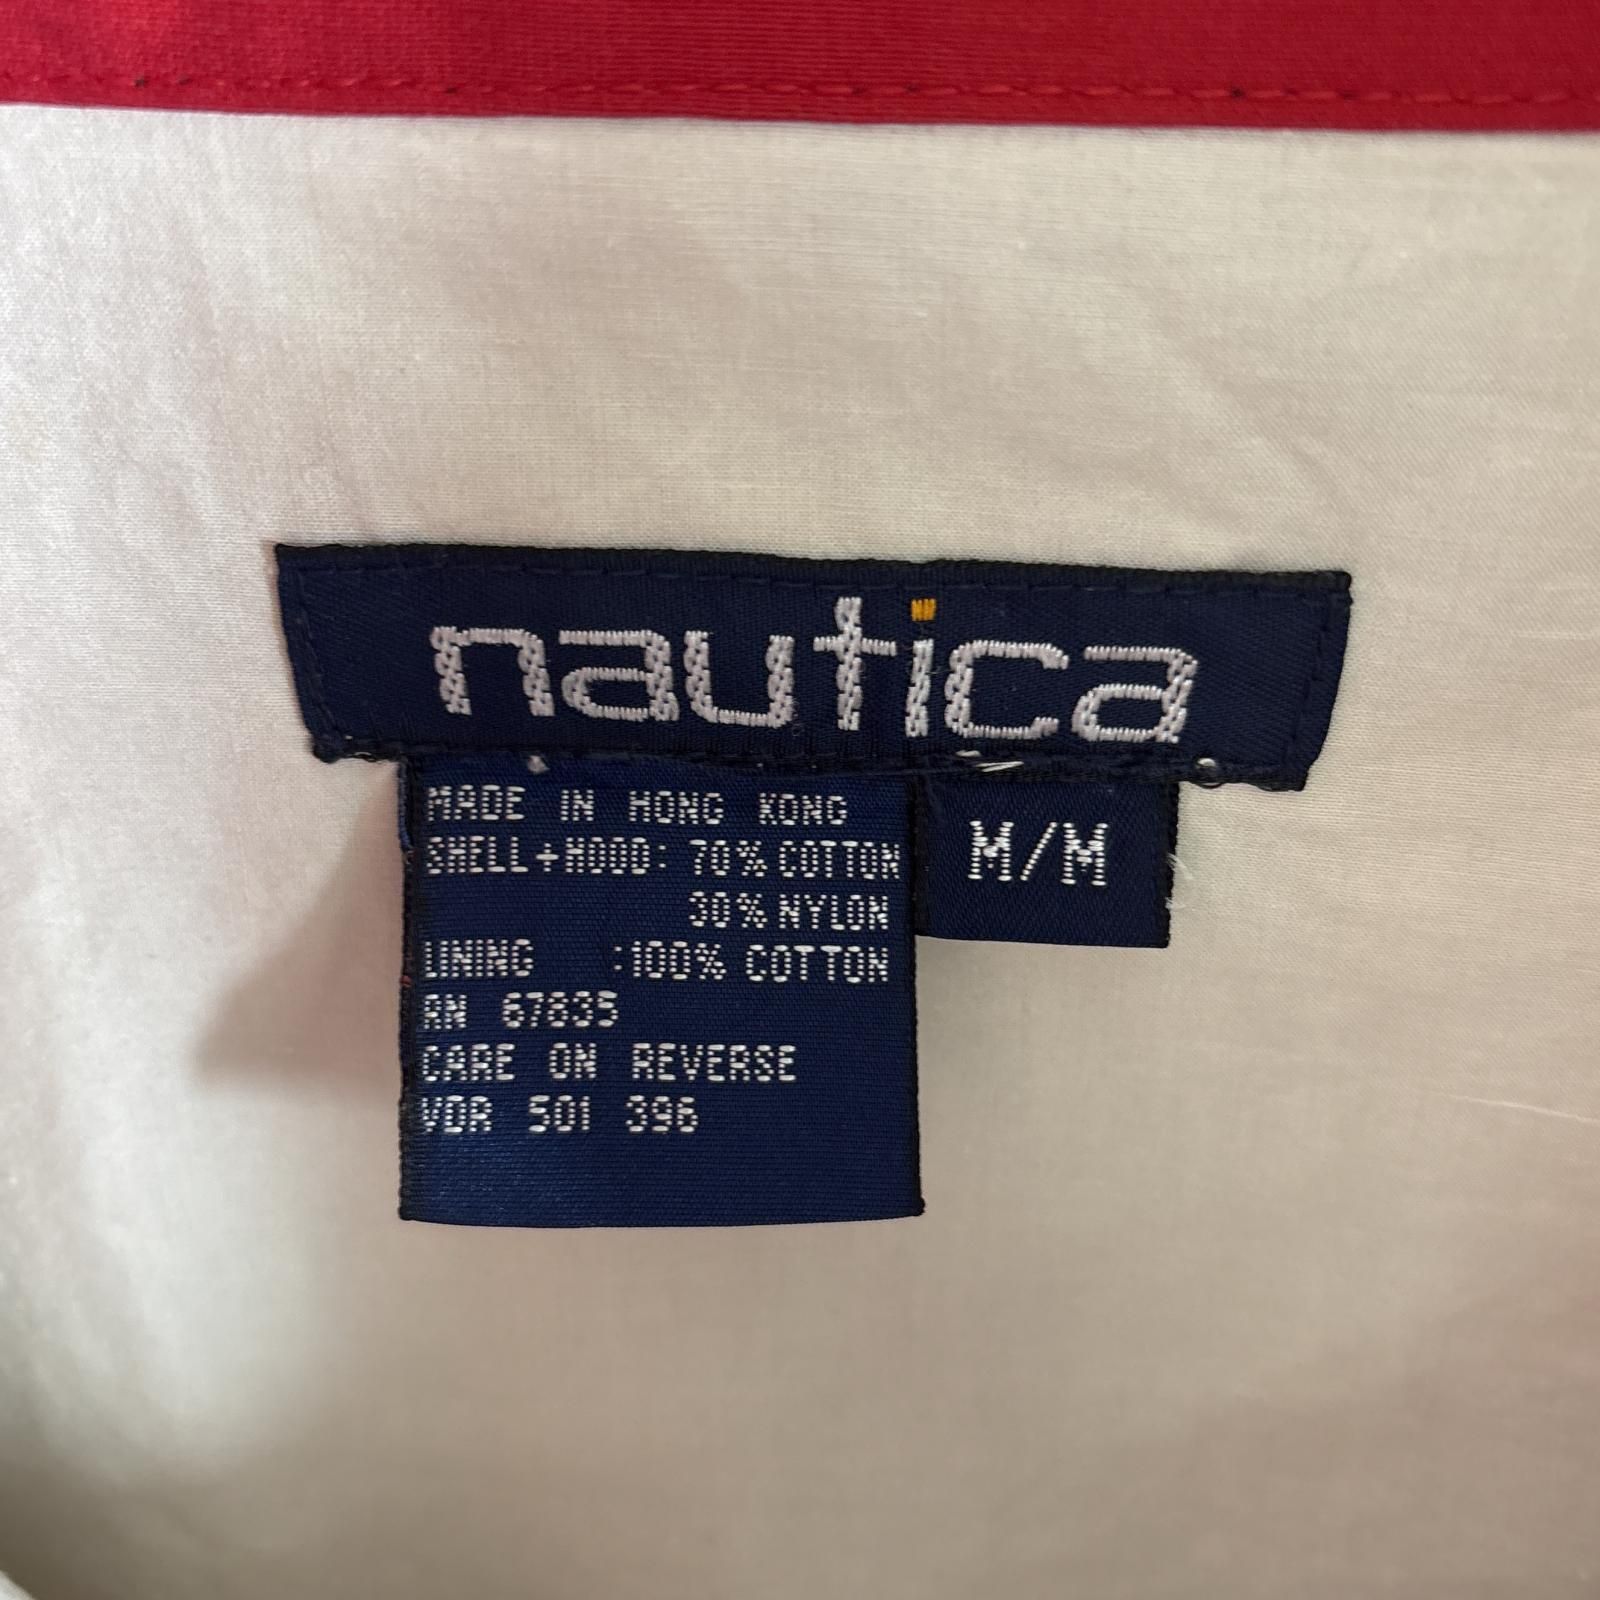 nautica
MADE IN HONG KONG
SHELL+HOOD: 70% COTTON
30% NYLON
LINING :100% COTTON
RN 67835
CARE ON REVERSE
VDR 501 396
M/M